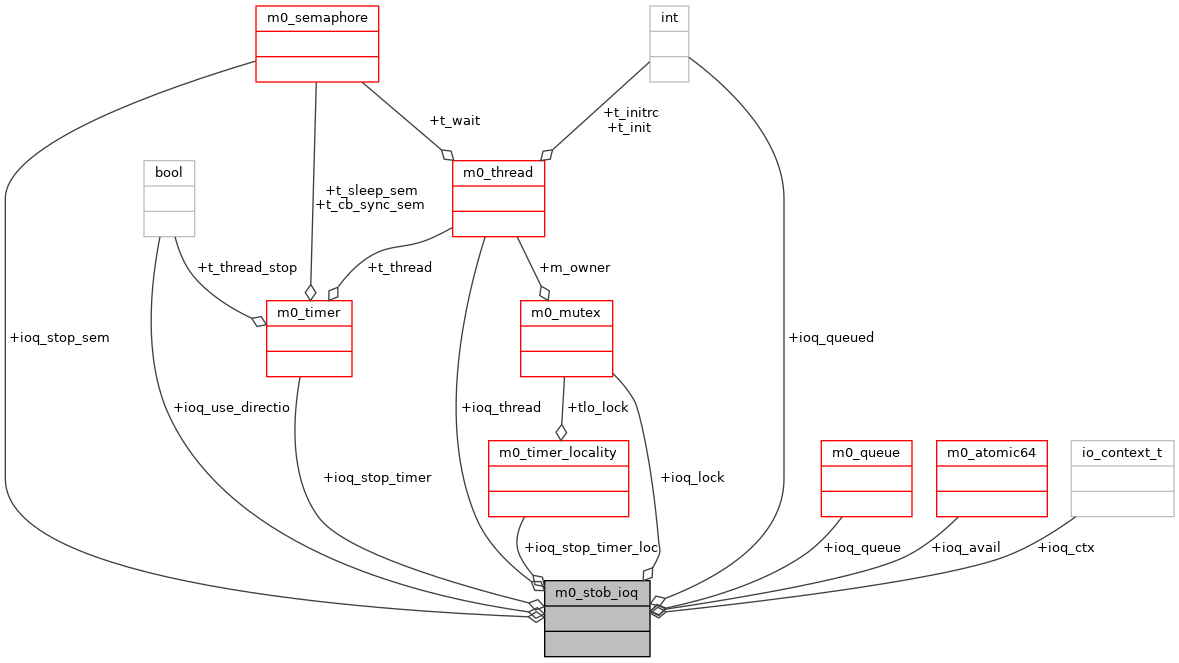 m0_semaphore
int
+t_initrc
+t_init
+t_wait
bool
m0_thread
+t_sleep_sem
+t_cb_sync_sem
+t_thread_stop
+t_thread
+m_owner
m0_timer
m0_mutex
+ioq_stop_sem
+ioq_queued
+ioq_use_directio
+ioq_thread
+tlo_lock
m0_timer_locality
m0_queue
m0_atomic64
io_context_t
+ioq_stop_timer
+ioq_lock
+ioq_stop_timer_loc
+ioq_queue
+ioq_avail
+ioq_ctx
m0_stob_ioq